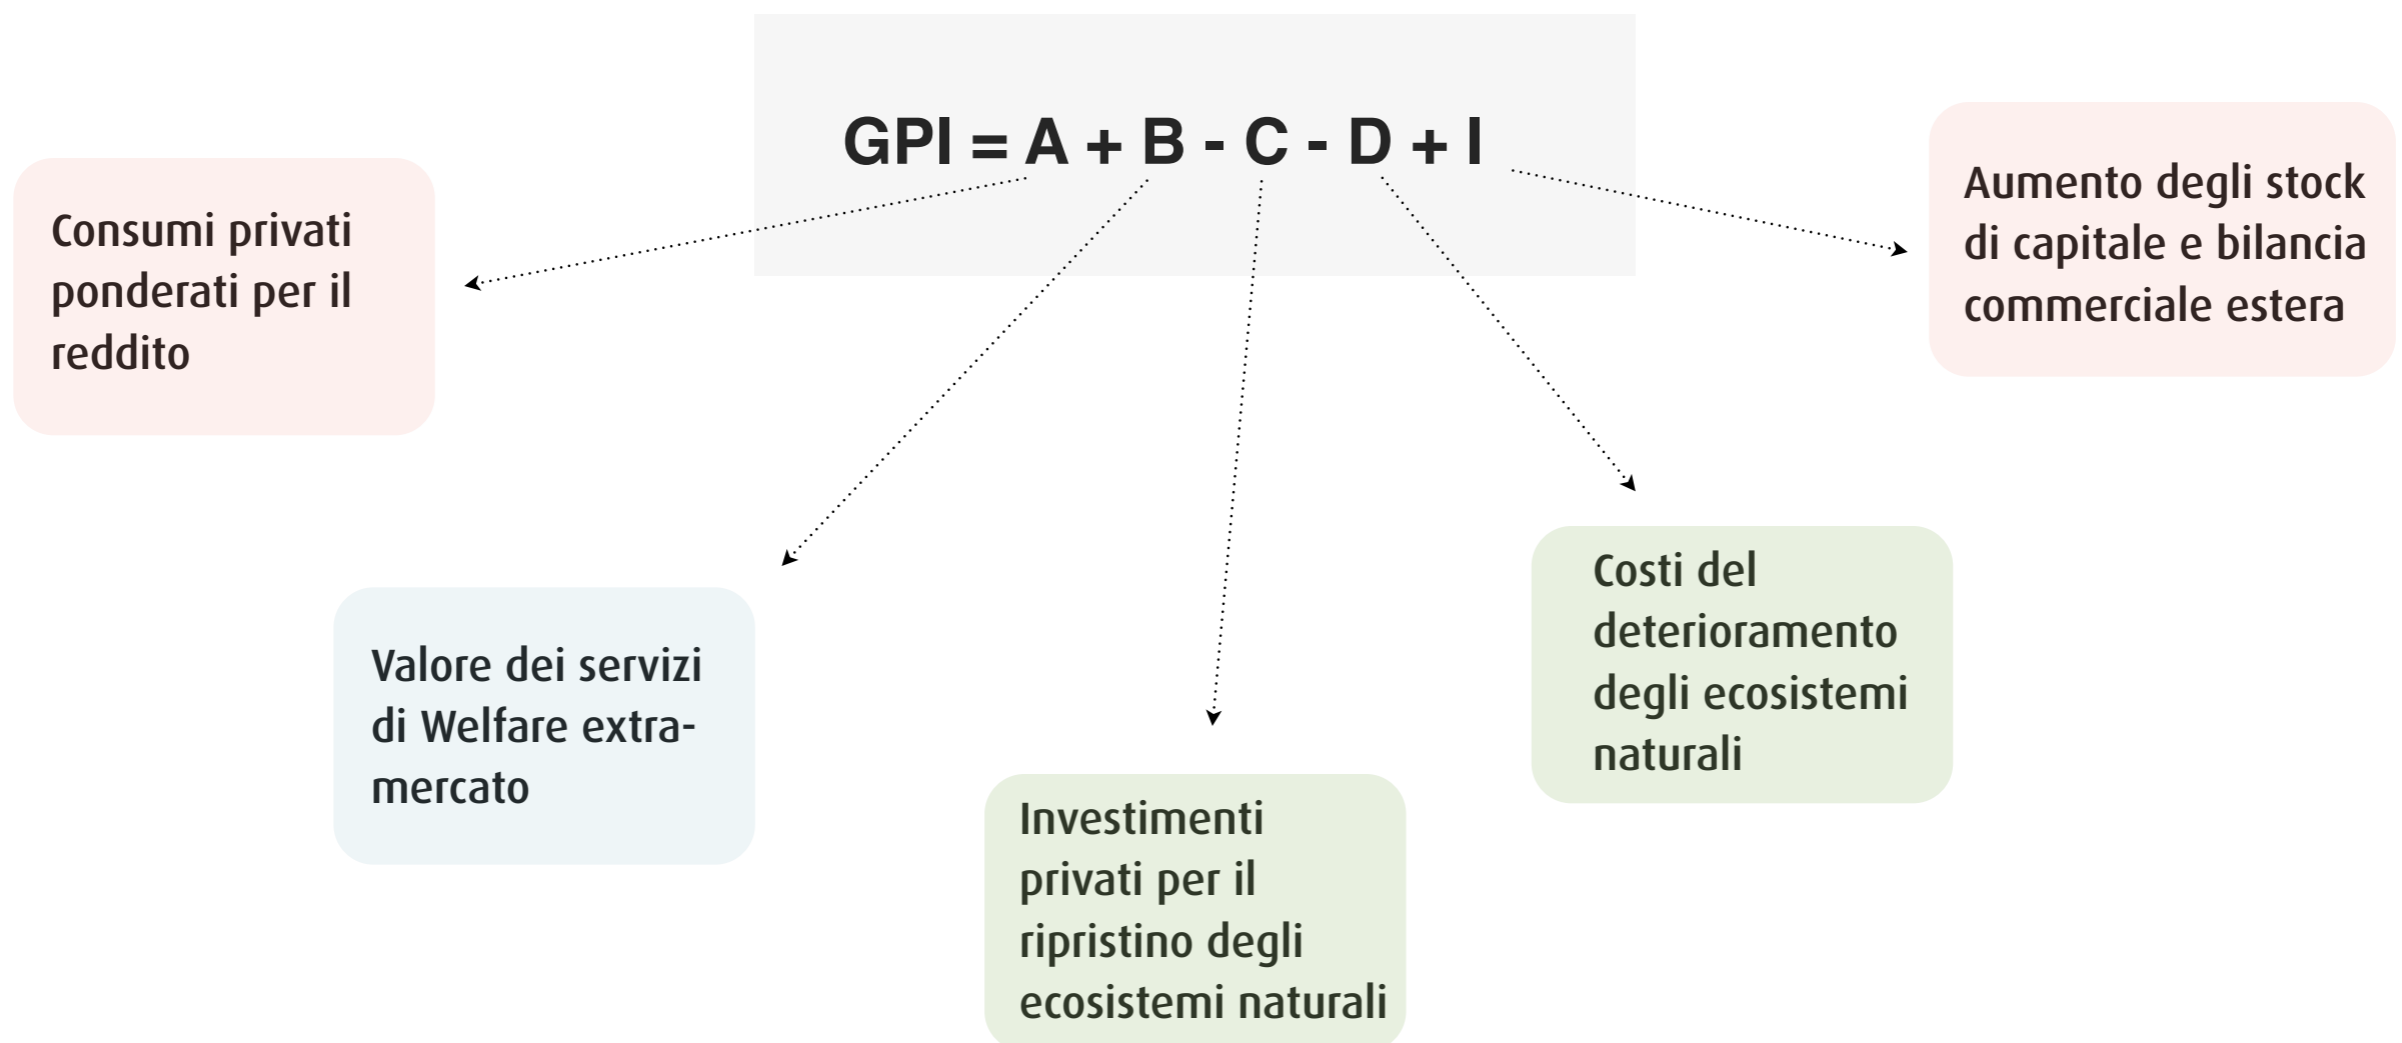 GPI = A + B - C - D + I
Consumi privati
ponderati per il
reddito
Valore dei servizi
di Welfare extra-
mercato
Investimenti
privati per il
ripristino degli
ecosistemi naturali
Costi del
deterioramento
degli ecosistemi
naturali
Aumento degli stock
di capitale e bilancia
commerciale estera